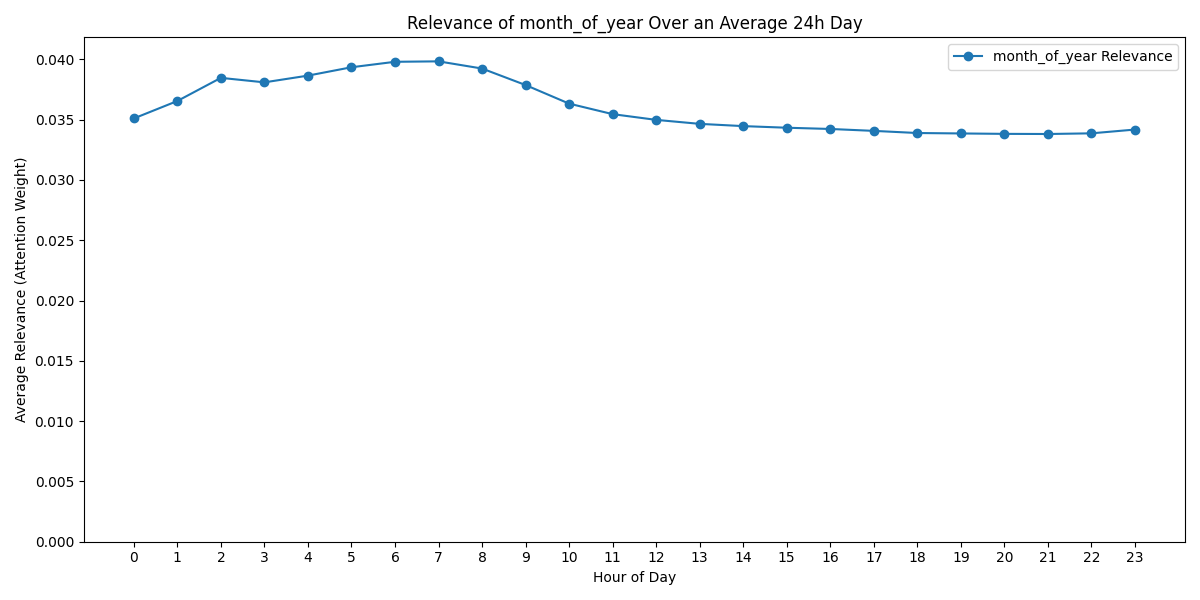 Relevance of month_of_year Over an Average 24h Day
month_of_year Relevance
Average Relevance (Attention Weight)
0.040
0.035
0.030
0.025
0.020
0.015
0.010
0.005
0.000
0 1 2 3 4 5 6 7 8 9 10 11 12 13 14 15 16 17 18 19 20 21 22 23
Hour of Day